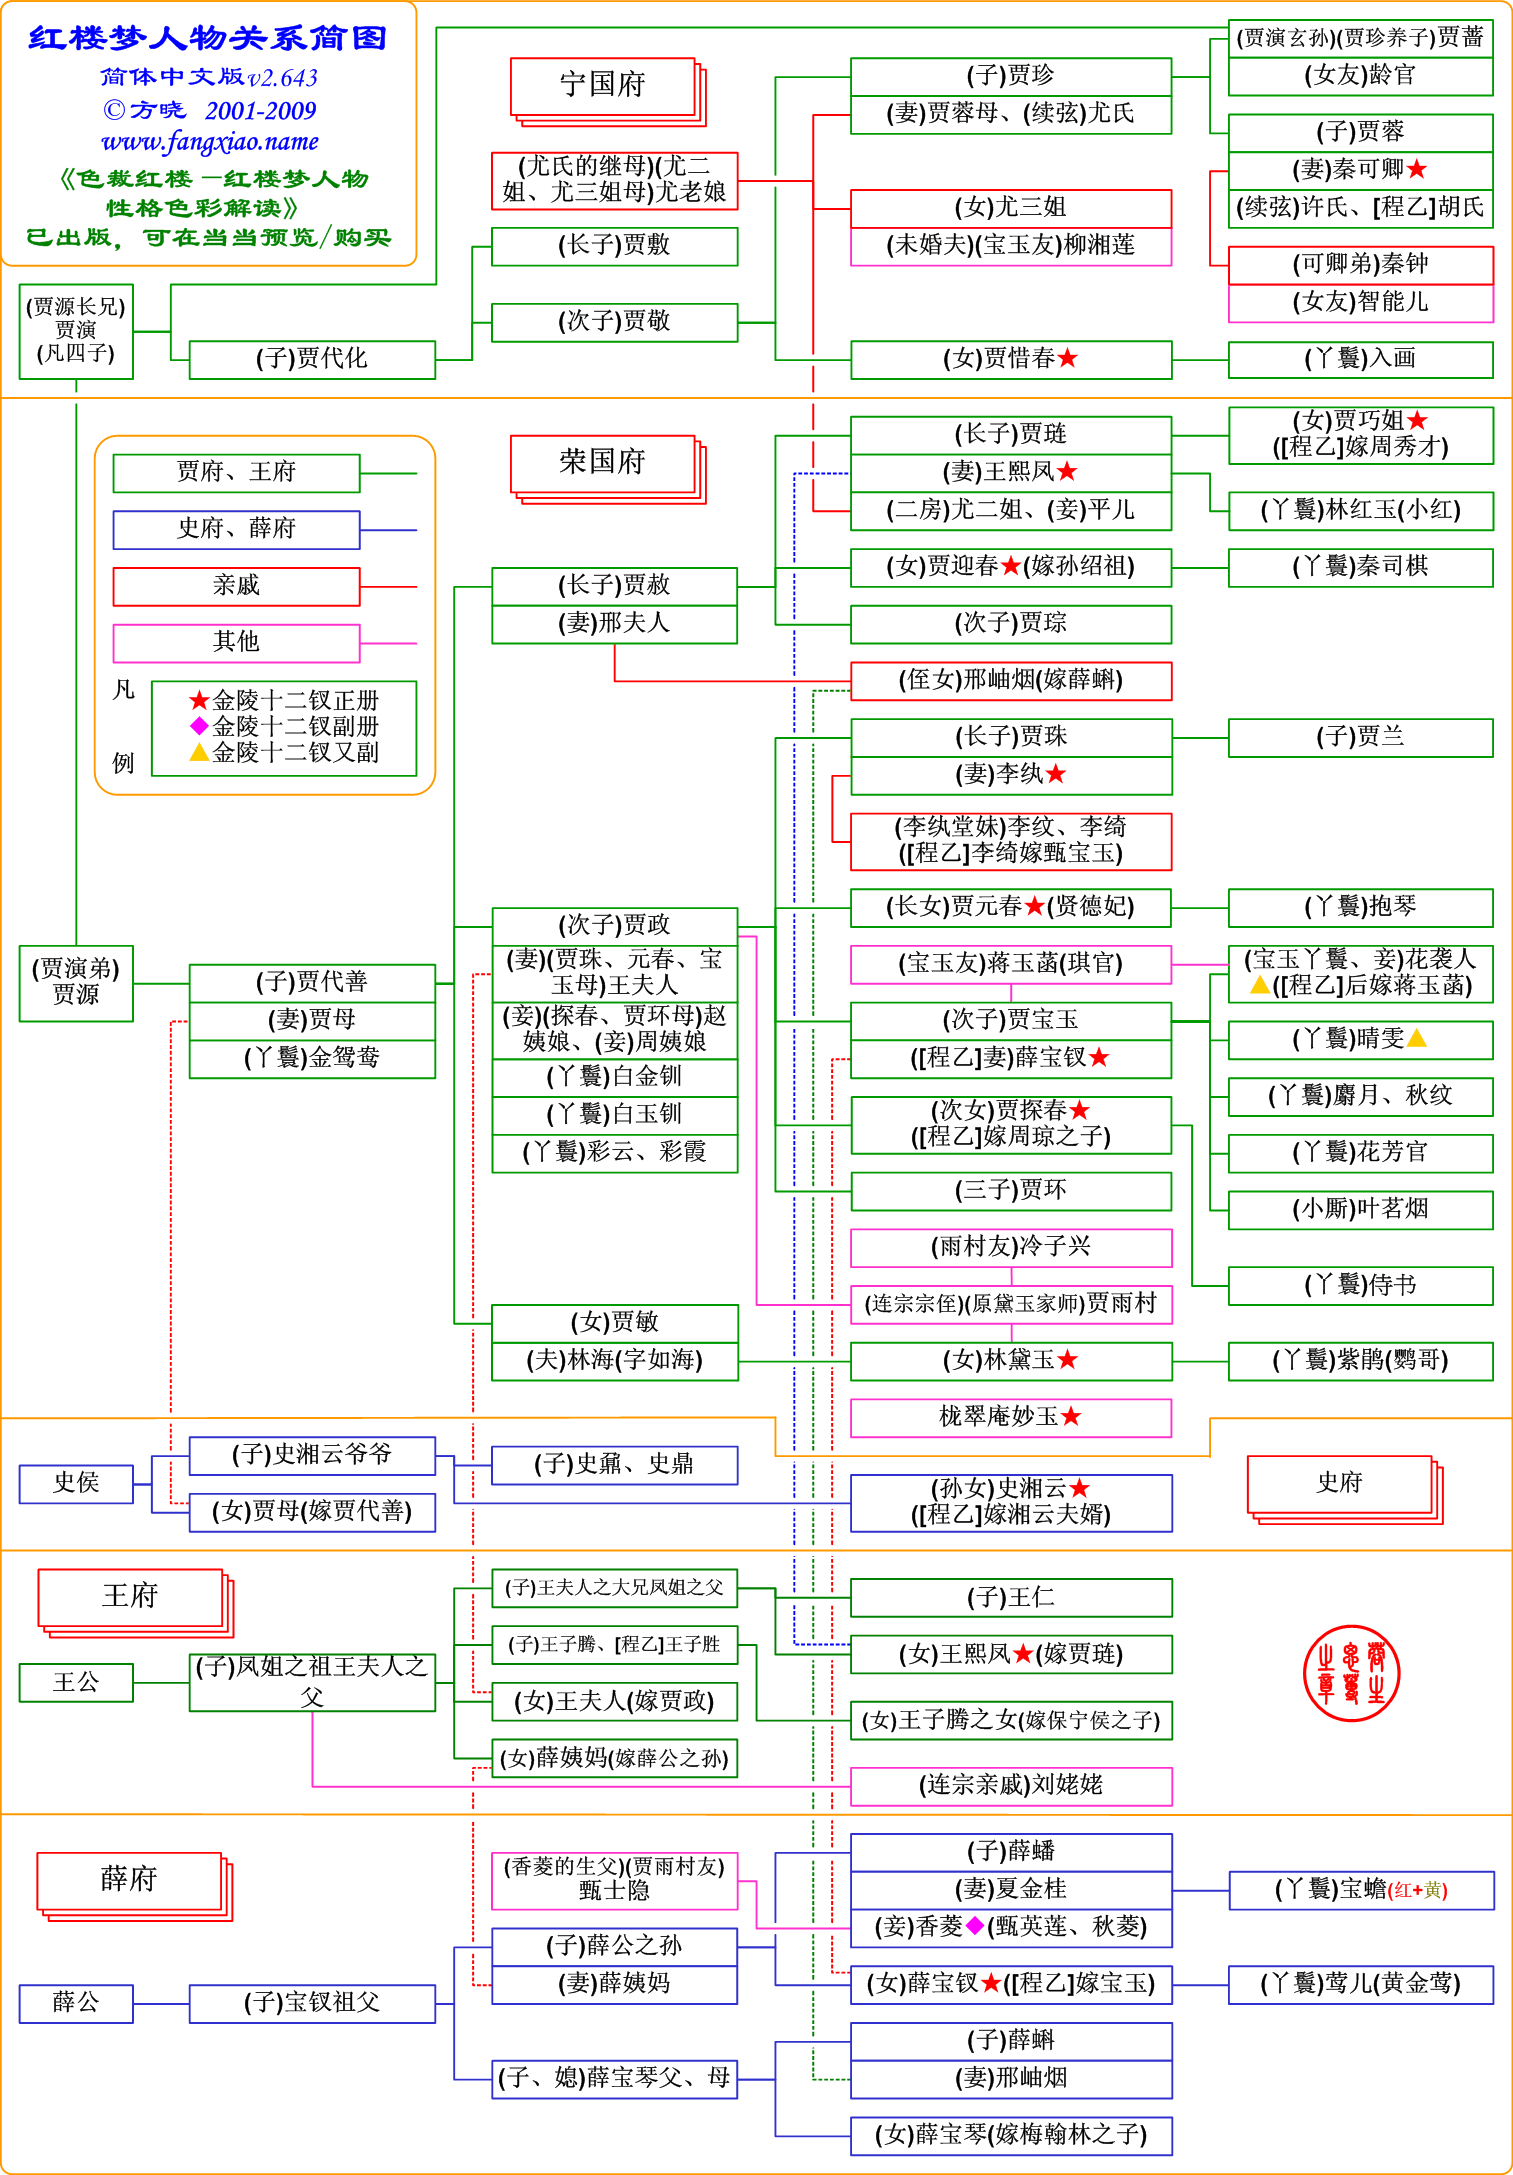 红楼梦人物关系简图
简体中文版v2.643
©方晓 2001-2009
www.fangxiao.name
《色裁红楼—红楼梦人物
性格色彩解读》
已出版，可在当当预览/购买
宁国府
(贾源长兄)
贾演
(凡四子)
(子)贾代化
(尤氏的继母)(尤二
姐、尤三姐母)尤老娘
(长子)贾敷
(次子)贾敬
(子)贾珍
(妻)贾蓉母、(续弦)尤氏
(女)尤三姐
(未婚夫)(宝玉友)柳湘莲
(女)贾惜春★
(贾演玄孙)(贾珍养子)贾蔷
(女友)龄官
(子)贾蓉
(妻)秦可卿★
(续弦)许氏、[程乙]胡氏
(可卿弟)秦钟
(女友)智能儿
(丫鬟)入画
贾府、王府
史府、薛府
亲戚
其他
凡
例
★金陵十二钗正册
◆金陵十二钗副册
▲金陵十二钗又副
荣国府
(贾演弟)
贾源
(子)贾代善
(妻)贾母
(丫鬟)金鸳鸯
(长子)贾赦
(妻)邢夫人
(次子)贾政
(妻)(贾珠、元春、宝
玉母)王夫人
(妾)(探春、贾环母)赵
姨娘、(妾)周姨娘
(丫鬟)白金钏
(丫鬟)白玉钏
(丫鬟)彩云、彩霞
(女)贾敏
(夫)林海(字如海)
(长子)贾琏
(妻)王熙凤★
(二房)尤二姐、(妾)平儿
(女)贾迎春★(嫁孙绍祖)
(次子)贾琮
(侄女)邢岫烟(嫁薛蝌)
(长子)贾珠
(妻)李纨★
(李纨堂妹)李纹、李绮
([程乙]李绮嫁甄宝玉)
(长女)贾元春★(贤德妃)
(宝玉友)蒋玉菡(琪官)
(次子)贾宝玉
([程乙]妻)薛宝钗★
(次女)贾探春★
([程乙]嫁周琼之子)
(三子)贾环
(雨村友)冷子兴
(连宗宗侄)(原黛玉家师)贾雨村
(女)林黛玉★
栊翠庵妙玉★
(女)贾巧姐★
([程乙]嫁周秀才)
(丫鬟)林红玉(小红)
(丫鬟)秦司棋
(子)贾兰
(丫鬟)抱琴
(宝玉丫鬟、妾)花袭人
▲([程乙]后嫁蒋玉菡)
(丫鬟)晴雯▲
(丫鬟)麝月、秋纹
(丫鬟)花芳官
(小厮)叶茗烟
(丫鬟)侍书
(丫鬟)紫鹃(鹦哥)
史府
史侯
(子)史湘云爷爷
(女)贾母(嫁贾代善)
(子)史鼐、史鼎
(孙女)史湘云★
([程乙]嫁湘云夫婿)
王府
王公
(子)凤姐之祖王夫人之
父
(子)王夫人之大兄凤姐之父
(子)王子腾、[程乙]王子胜
(女)王夫人(嫁贾政)
(女)薛姨妈(嫁薛公之孙)
(子)王仁
(女)王熙凤★(嫁贾琏)
(女)王子腾之女(嫁保宁侯之子)
(连宗亲戚)刘姥姥
薛府
薛公
(子)宝钗祖父
(香菱的生父)(贾雨村友)
甄士隐
(子)薛公之孙
(妻)薛姨妈
(子、媳)薛宝琴父、母
(子)薛蟠
(妻)夏金桂
(妾)香菱◆(甄英莲、秋菱)
(女)薛宝钗★([程乙]嫁宝玉)
(子)薛蝌
(妻)邢岫烟
(女)薛宝琴(嫁梅翰林之子)
(丫鬟)宝蟾(红+黄)
(丫鬟)莺儿(黄金莺)